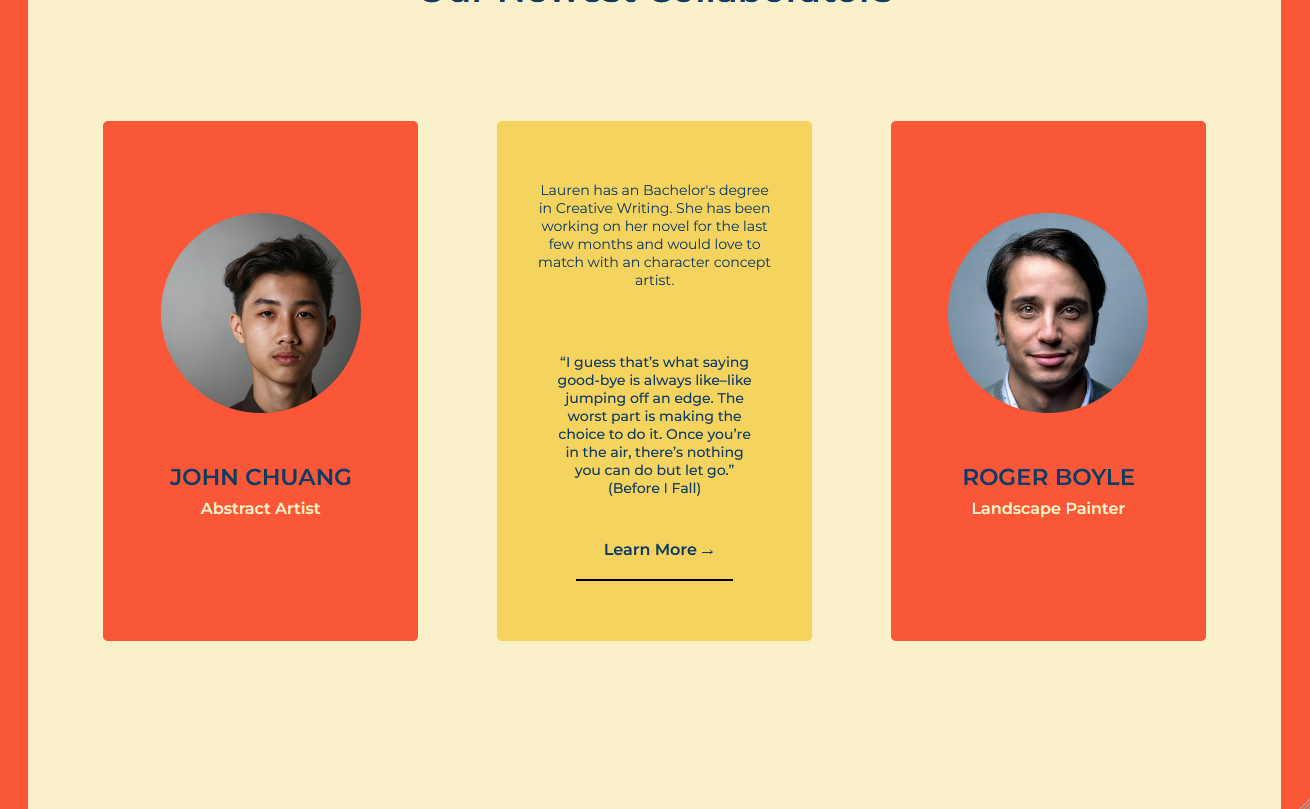 Our Newest Collaborators
JOHN CHUANG
Abstract Artist
Lauren has an Bachelor's degree
in Creative Writing. She has been
working on her novel for the last
few months and would love to
match with an character concept
artist.
“I guess that’s what saying
good-bye is always like–like
jumping off an edge. The
worst part is making the
choice to do it. Once you’re
in the air, there’s nothing
you can do but let go.”
(Before I Fall)
Learn More →
ROGER BOYLE
Landscape Painter